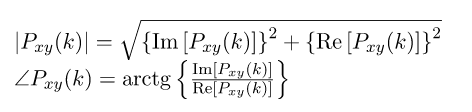 |P_{xy}(k)| = \sqrt{\{\mathrm{Im}\,[P_{xy}(k)]\}^2 + \{\mathrm{Re}\,[P_{xy}(k)]\}^2}
\angle P_{xy}(k) = \mathrm{arctg}\left\{\frac{\mathrm{Im}[P_{xy}(k)]}{\mathrm{Re}[P_{xy}(k)]}\right\}